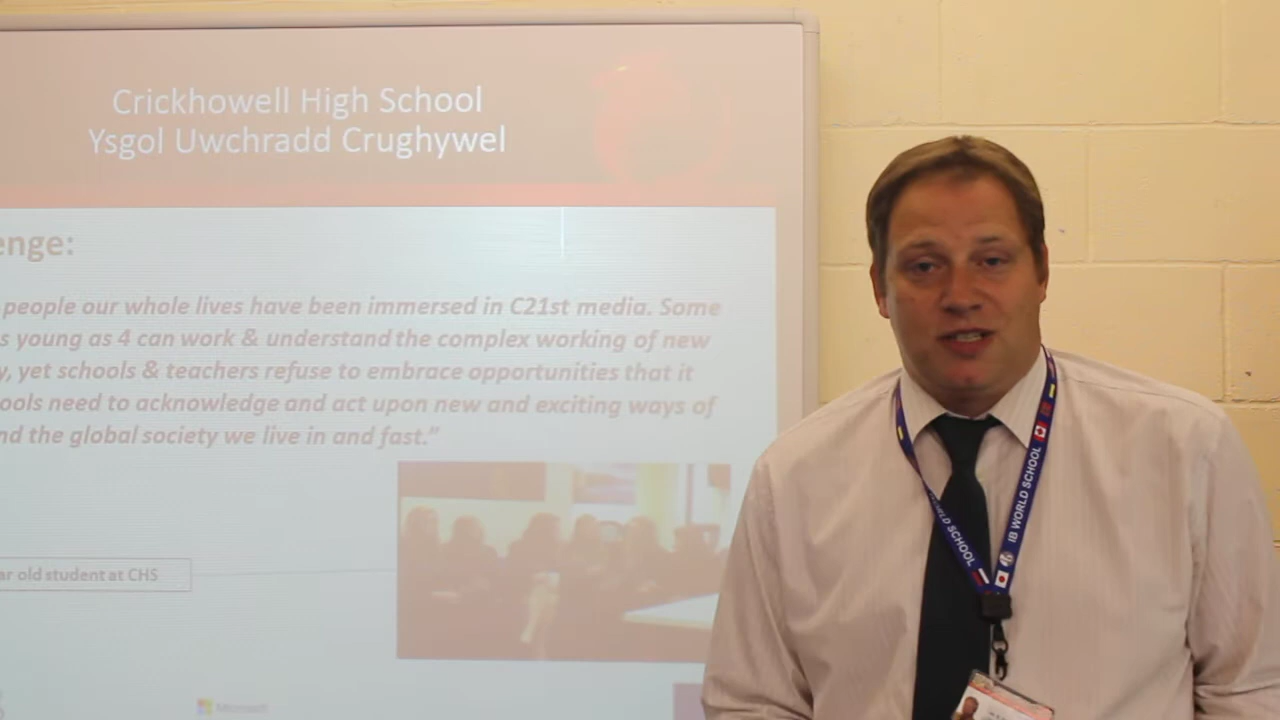 Crickhowell High School
Ysgol Uwchradd Crughywel
enge:
people our whole lives have been immersed in C21st media. Some
s young as 4 can work & understand the complex working of new
y, yet schools & teachers refuse to embrace opportunities that it
ools need to acknowledge and act upon new and exciting ways of
nd the global society we live in and fast."
ar old student at CHS
Microsoft
WORLD SCHOOL
IB WORLD SCHOOL